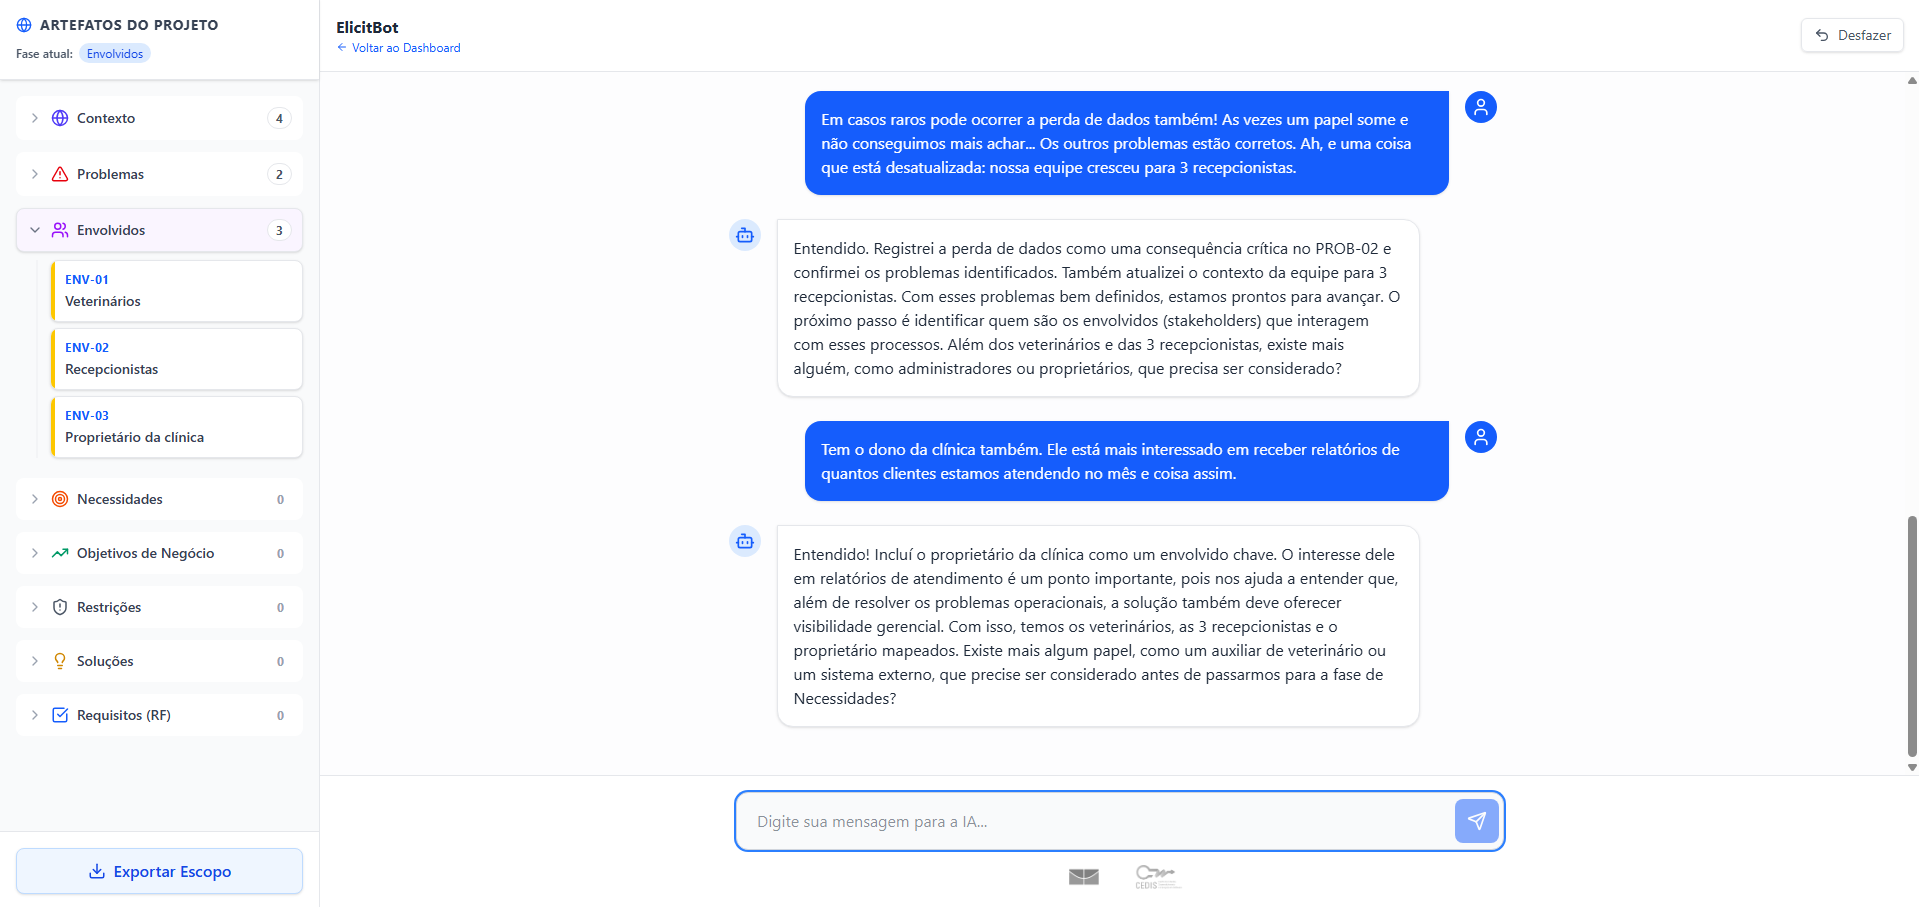 ARTEFATOS DO PROJETO
Fase atual: Envolvidos
Contexto 4
Problemas 2
Envolvidos 3
ENV-01
Veterinários
ENV-02
Recepcionistas
ENV-03
Proprietário da clínica
Necessidades 0
Objetivos de Negócio 0
Restrições 0
Soluções 0
Requisitos (RF) 0
Exportar Escopo
ElicitBot
← Voltar ao Dashboard
Desfazer
Em casos raros pode ocorrer a perda de dados também! As vezes um papel some e
não conseguimos mais achar... Os outros problemas estão corretos. Ah, e uma coisa
que está desatualizada: nossa equipe cresceu para 3 recepcionistas.
Entendido. Registrei a perda de dados como uma consequência crítica no PROB-02 e
confirmei os problemas identificados. Também atualizei o contexto da equipe para 3
recepcionistas. Com esses problemas bem definidos, estamos prontos para avançar. O
próximo passo é identificar quem são os envolvidos (stakeholders) que interagem
com esses processos. Além dos veterinários e das 3 recepcionistas, existe mais
alguém, como administradores ou proprietários, que precisa ser considerado?
Tem o dono da clínica também. Ele está mais interessado em receber relatórios de
quantos clientes estamos atendendo no mês e coisa assim.
Entendido! Incluí o proprietário da clínica como um envolvido chave. O interesse dele
em relatórios de atendimento é um ponto importante, pois nos ajuda a entender que,
além de resolver os problemas operacionais, a solução também deve oferecer
visibilidade gerencial. Com isso, temos os veterinários, as 3 recepcionistas e o
proprietário mapeados. Existe mais algum papel, como um auxiliar de veterinário ou
um sistema externo, que precise ser considerado antes de passarmos para a fase de
Necessidades?
Digite sua mensagem para a IA...
CEDIS